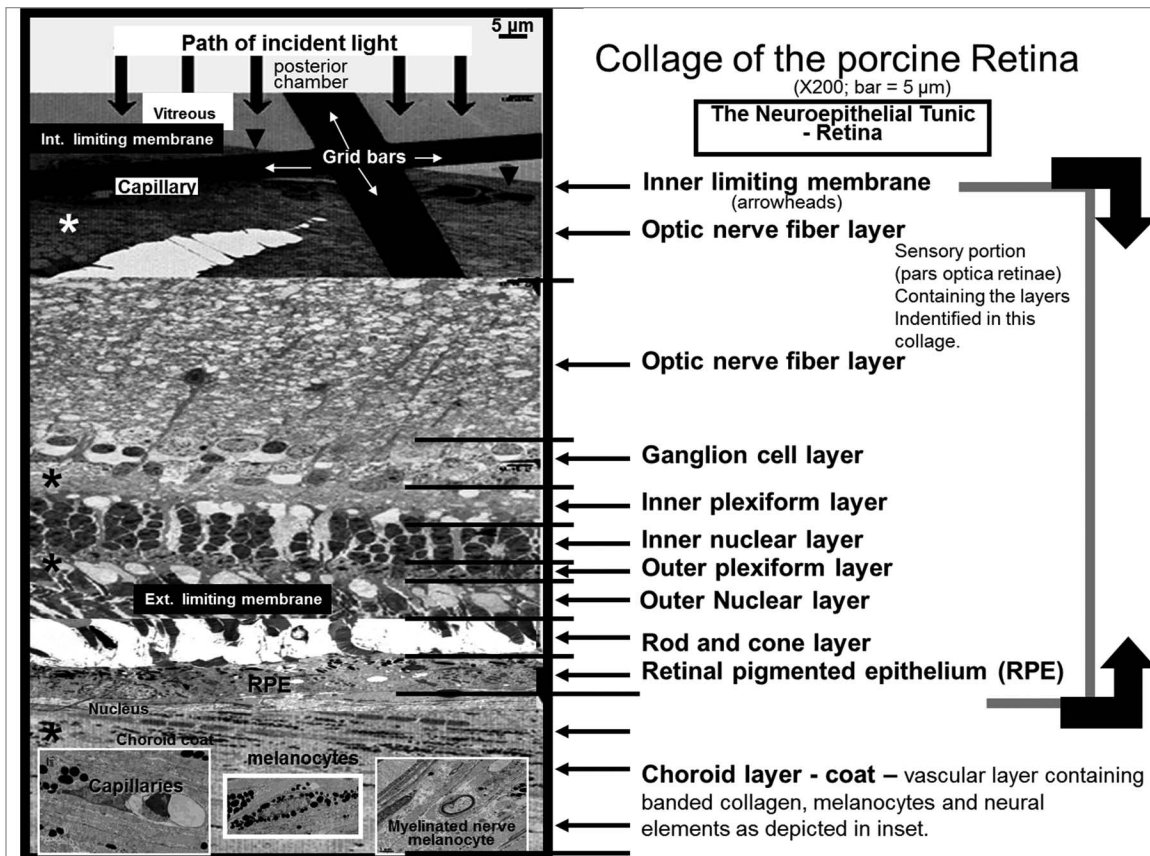 5 µm
Path of incident light
posterior
chamber
Vitreous
Int. limiting membrane
Grid bars
Capillary
*
*
*
Ext. limiting membrane
RPE
Nucleus
*
Choroid coat
melanocytes
Capillaries
Myelinated nerve
melanocyte
Collage of the porcine Retina
(X200; bar = 5 µm)
The Neuroepithelial Tunic
- Retina
Inner limiting membrane
(arrowheads)
Optic nerve fiber layer
Sensory portion
(pars optica retinae)
Containing the layers
Indentified in this
collage.
Optic nerve fiber layer
Ganglion cell layer
Inner plexiform layer
Inner nuclear layer
Outer plexiform layer
Outer Nuclear layer
Rod and cone layer
Retinal pigmented epithelium (RPE)
Choroid layer - coat – vascular layer containing
banded collagen, melanocytes and neural
elements as depicted in inset.